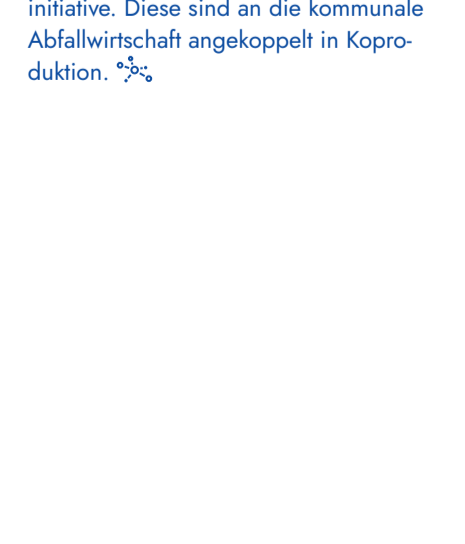 initiative. Diese sind an die kommunale
Abfallwirtschaft angekoppelt in Kopro-
duktion.